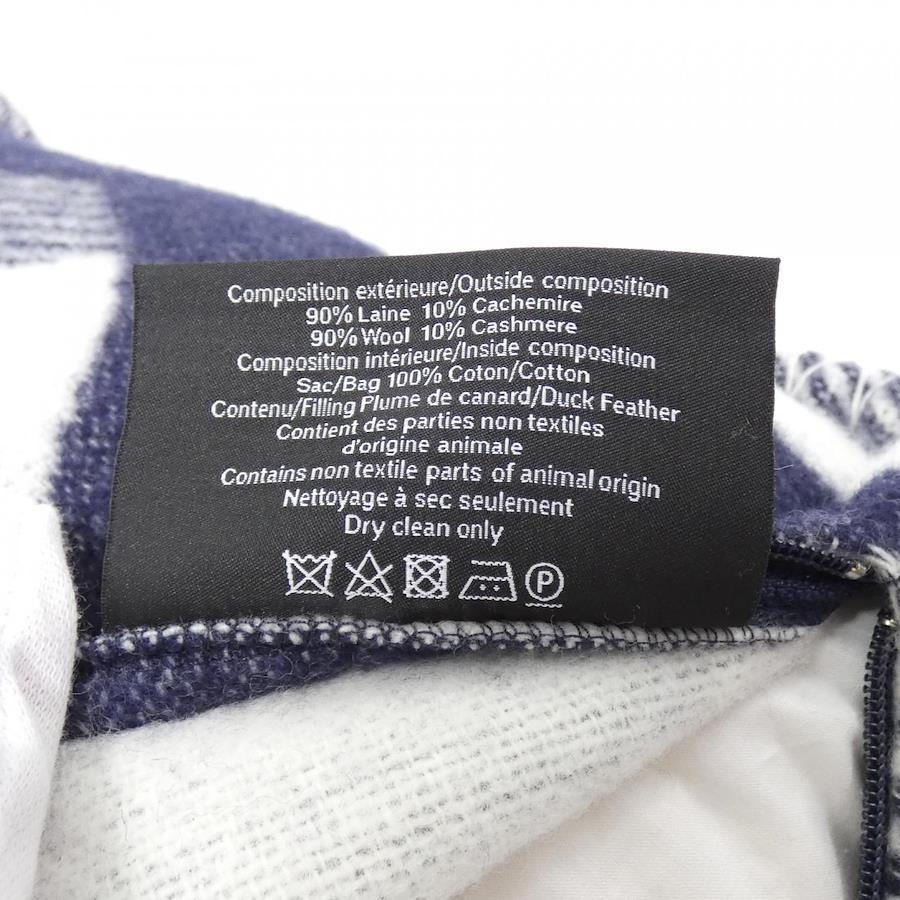 Composition extérieure/Outside composition
90% Laine 10% Cachemire
90% Wool 10% Cashmere
Composition intérieure/Inside composition
Sac/Bag 100% Coton/Cotton
Contenu/Filling Plume de canard/Duck Feather
Contient des parties non textiles
d'origine animale
Contains non textile parts of animal origin
Nettoyage à sec seulement
Dry clean only
P